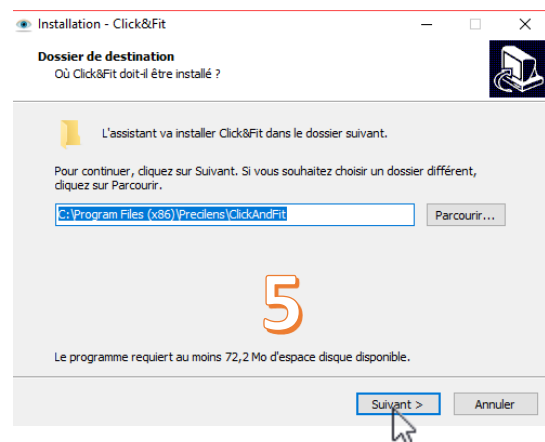 Installation - Click&Fit
Dossier de destination
Où Click&Fit doit-il être installé ?
L'assistant va installer Click&Fit dans le dossier suivant.
Pour continuer, cliquez sur Suivant. Si vous souhaitez choisir un dossier différent,
cliquez sur Parcourir.
C:\Program Files (x86)\Precilens\ClickAndFit
Parcourir...
5
Le programme requiert au moins 72,2 Mo d'espace disque disponible.
Suivant >
Annuler